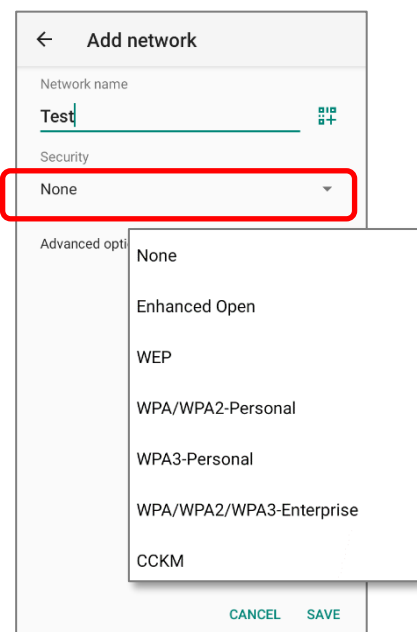 Add network
Network name
Test
Security
None
Advanced opti
None
Enhanced Open
WEP
WPA/WPA2-Personal
WPA3-Personal
WPA/WPA2/WPA3-Enterprise
CCKM
CANCEL SAVE